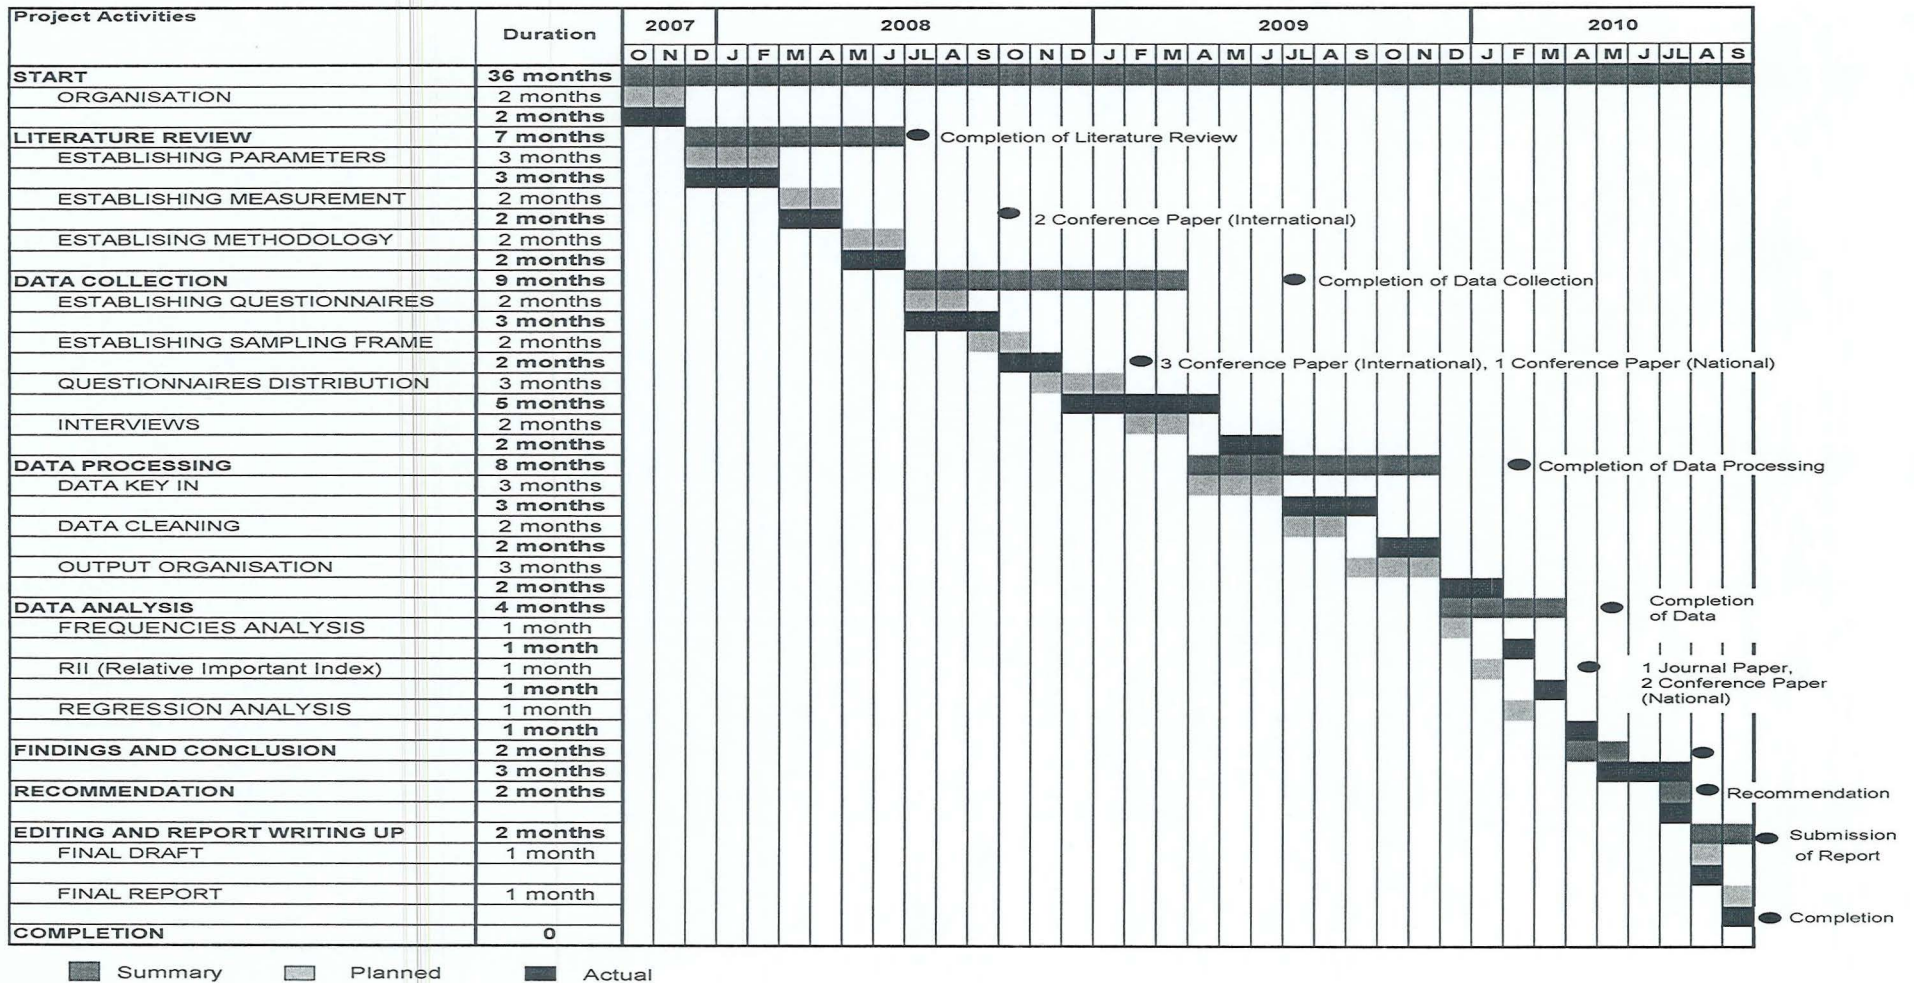 Project Activities Duration 2007 2008 2009 2010
O N D J F M A M J JL A S O N D J F M A M J JL A S O N D J F M A M J JL A S
START 36 months
ORGANISATION 2 months
2 months
LITERATURE REVIEW 7 months Completion of Literature Review
ESTABLISHING PARAMETERS 3 months
3 months
ESTABLISHING MEASUREMENT 2 months
2 months 2 Conference Paper (International)
ESTABLISING METHODOLOGY 2 months
2 months
DATA COLLECTION 9 months Completion of Data Collection
ESTABLISHING QUESTIONNAIRES 2 months
3 months
ESTABLISHING SAMPLING FRAME 2 months
2 months 3 Conference Paper (International), 1 Conference Paper (National)
QUESTIONNAIRES DISTRIBUTION 3 months
5 months
INTERVIEWS 2 months
2 months
DATA PROCESSING 8 months Completion of Data Processing
DATA KEY IN 3 months
3 months
DATA CLEANING 2 months
2 months
OUTPUT ORGANISATION 3 months
2 months
DATA ANALYSIS 4 months Completion
of Data
FREQUENCIES ANALYSIS 1 month
1 month
RII (Relative Important Index) 1 month 1 Journal Paper,
1 month 2 Conference Paper
(National)
REGRESSION ANALYSIS 1 month
1 month
FINDINGS AND CONCLUSION 2 months
3 months
RECOMMENDATION 2 months Recommendation
EDITING AND REPORT WRITING UP 2 months Submission
FINAL DRAFT 1 month of Report
FINAL REPORT 1 month
Completion
COMPLETION 0
Summary Planned Actual